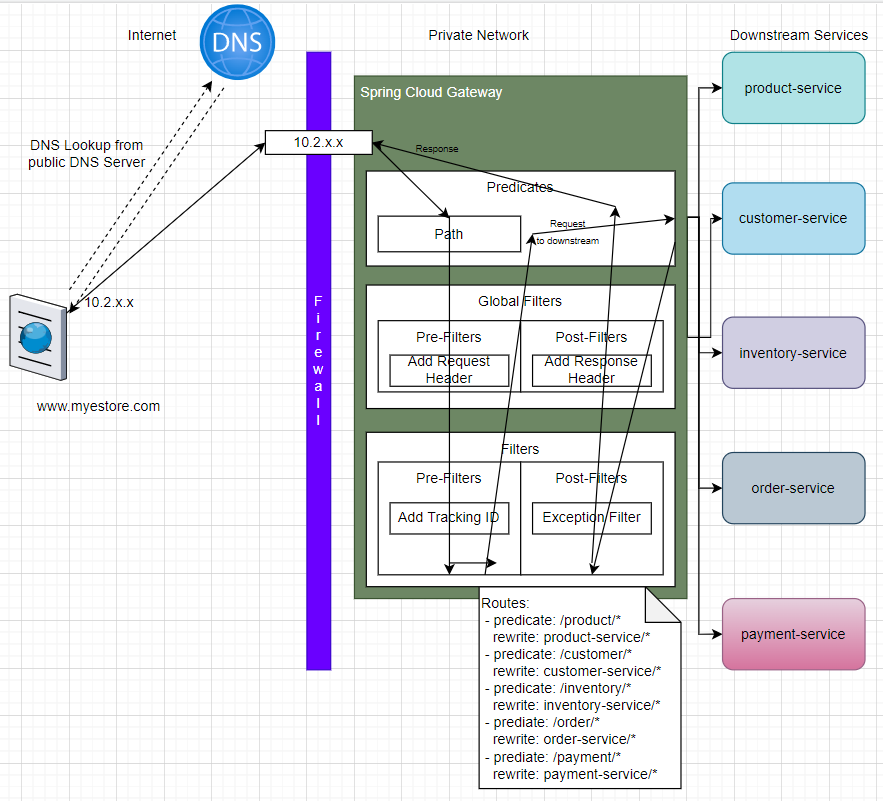 Internet
DNS
Private Network
Downstream Services
Spring Cloud Gateway
product-service
DNS Lookup from
public DNS Server
10.2.x.x
Response
Predicates
Path
Request
to downstream
customer-service
10.2.x.x
Firewall
Global Filters
Pre-Filters
Post-Filters
Add Request
Header
Add Response
Header
inventory-service
www.myestore.com
Filters
Pre-Filters
Post-Filters
Add Tracking ID
Exception Filter
order-service
Routes:
- predicate: /product/*
rewrite: product-service/*
- predicate: /customer/*
rewrite: customer-service/*
- predicate: /inventory/*
rewrite: inventory-service/*
- prediate: /order/*
rewrite: order-service/*
- prediate: /payment/*
rewrite: payment-service/*
payment-service